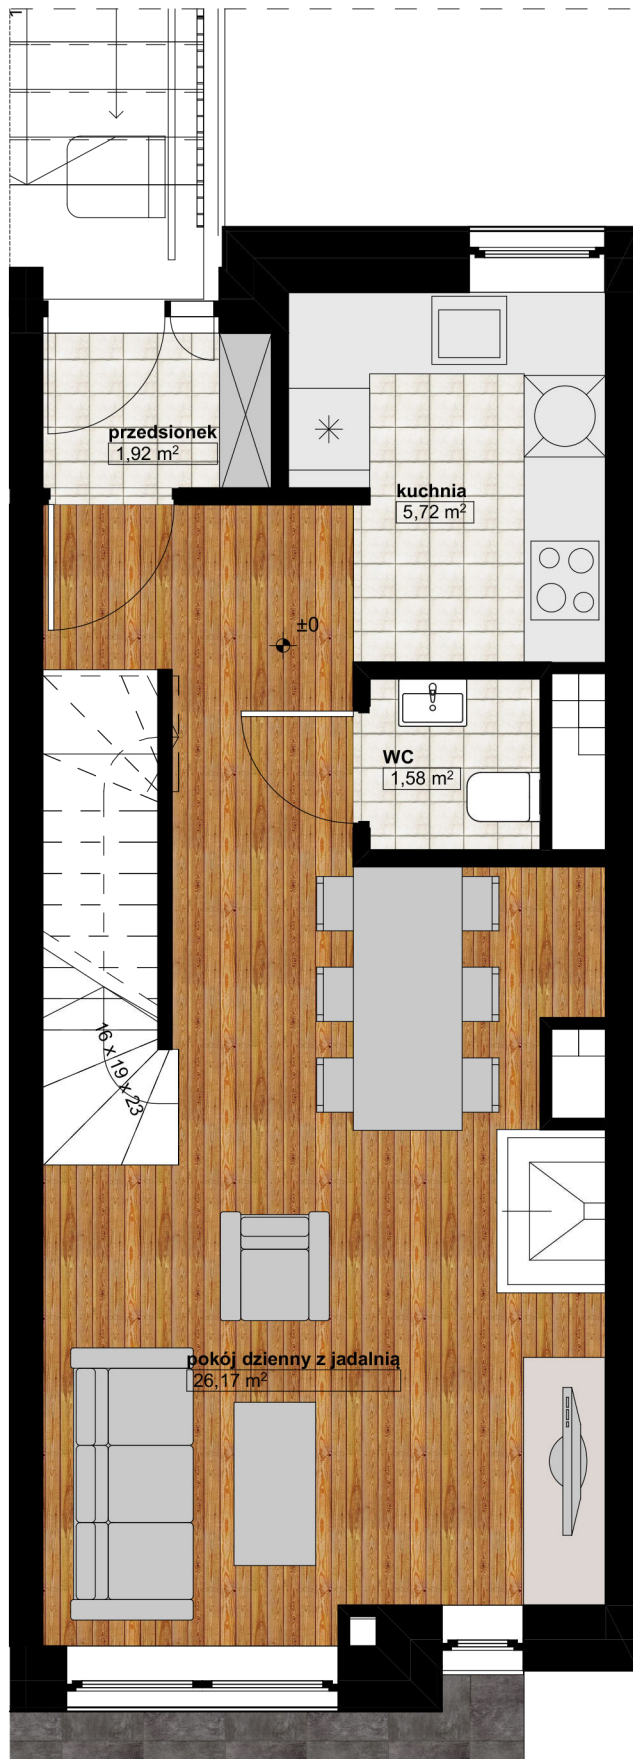 1
przedsionek
1,92 m²
kuchnia
5,72 m²
±0
WC
1,58 m²
16 x 19 x 23
pokój dzienny z jadalnią
26,17 m²